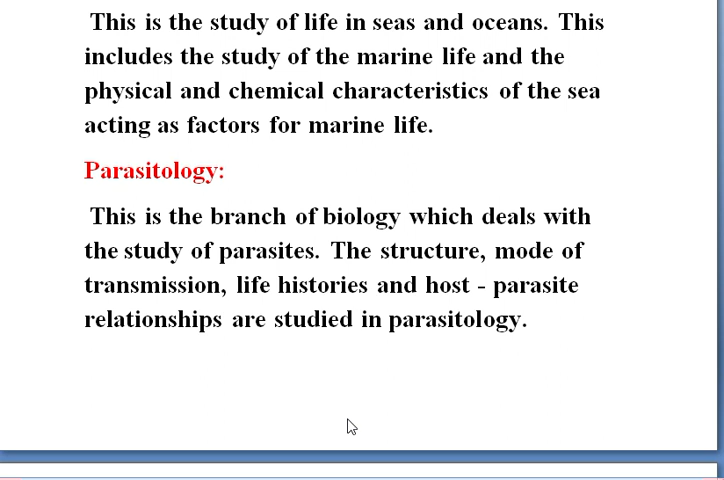 This is the study of life in seas and oceans. This
includes the study of the marine life and the
physical and chemical characteristics of the sea
acting as factors for marine life.
Parasitology:
This is the branch of biology which deals with
the study of parasites. The structure, mode of
transmission, life histories and host - parasite
relationships are studied in parasitology.